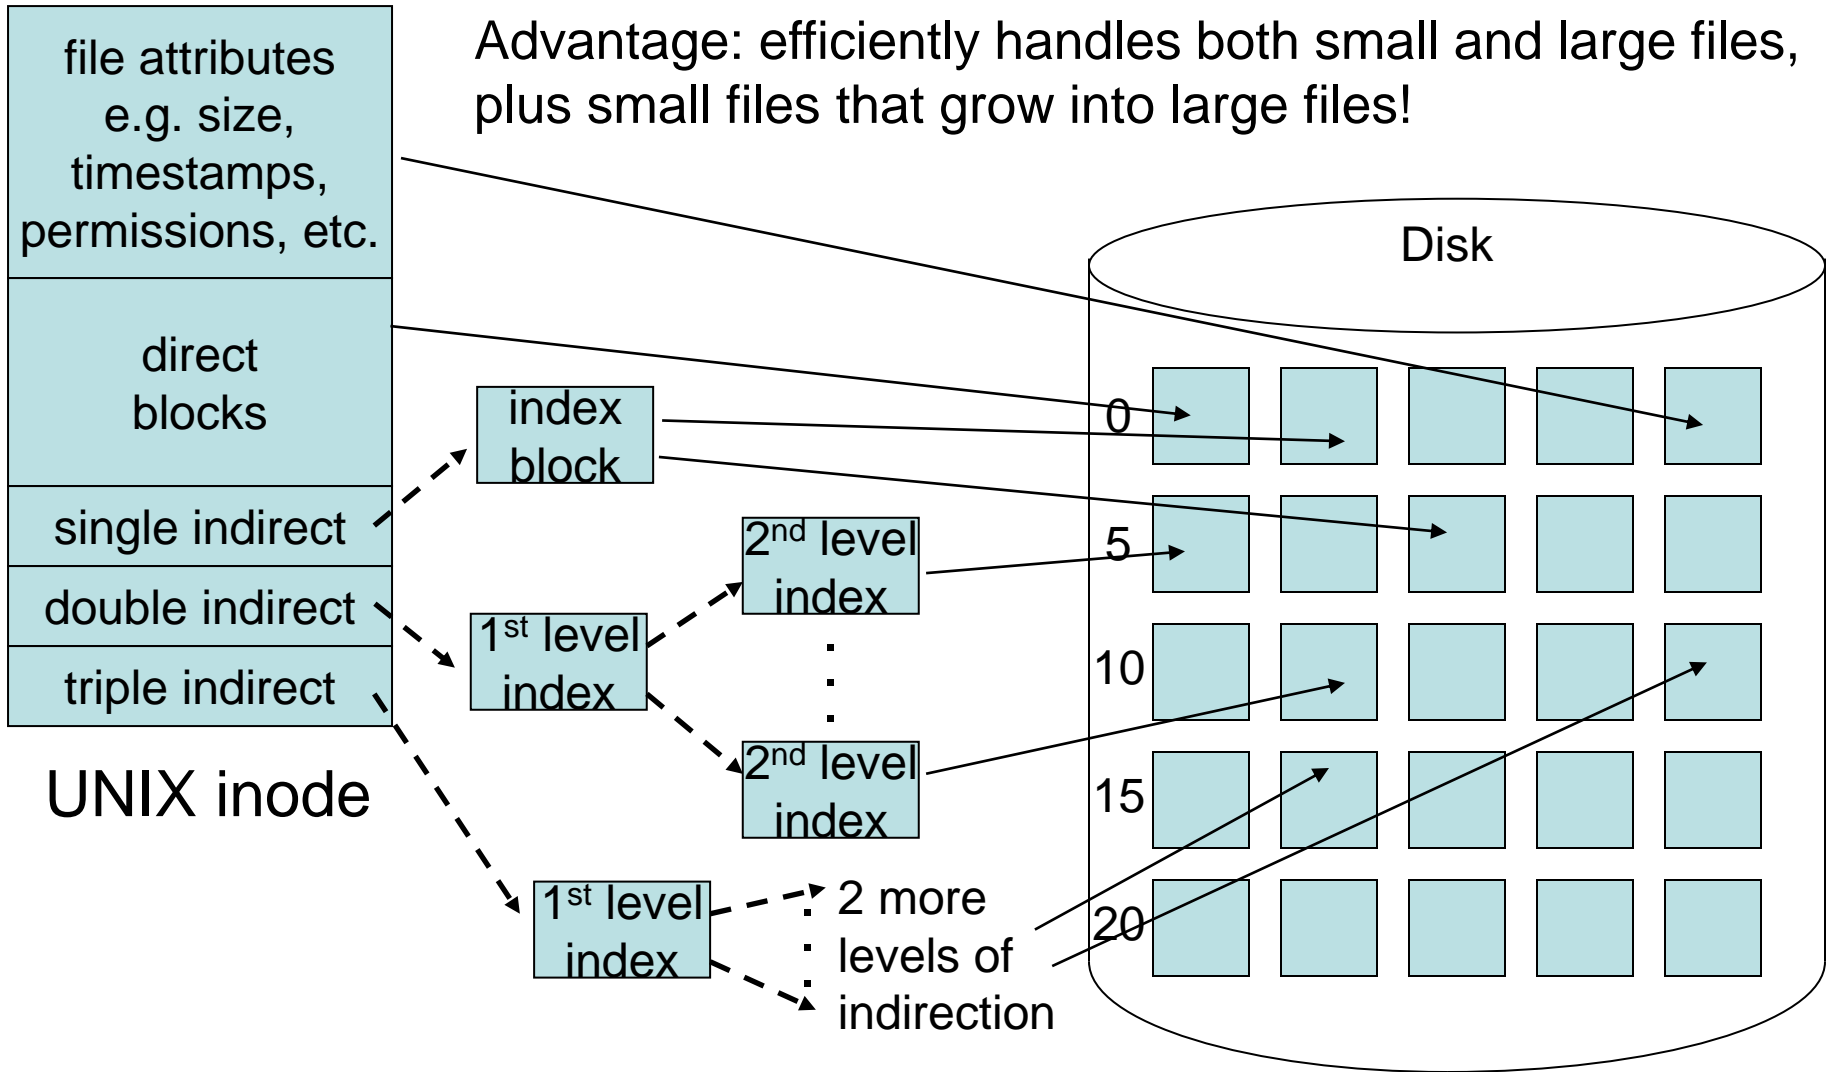 Advantage: efficiently handles both small and large files,
plus small files that grow into large files!
file attributes
e.g. size,
timestamps,
permissions, etc.
direct
blocks
single indirect
double indirect
triple indirect
UNIX inode
index
block
1st level
index
2nd level
index
2nd level
index
1st level
index
2 more
levels of
indirection
Disk
0
5
10
15
20